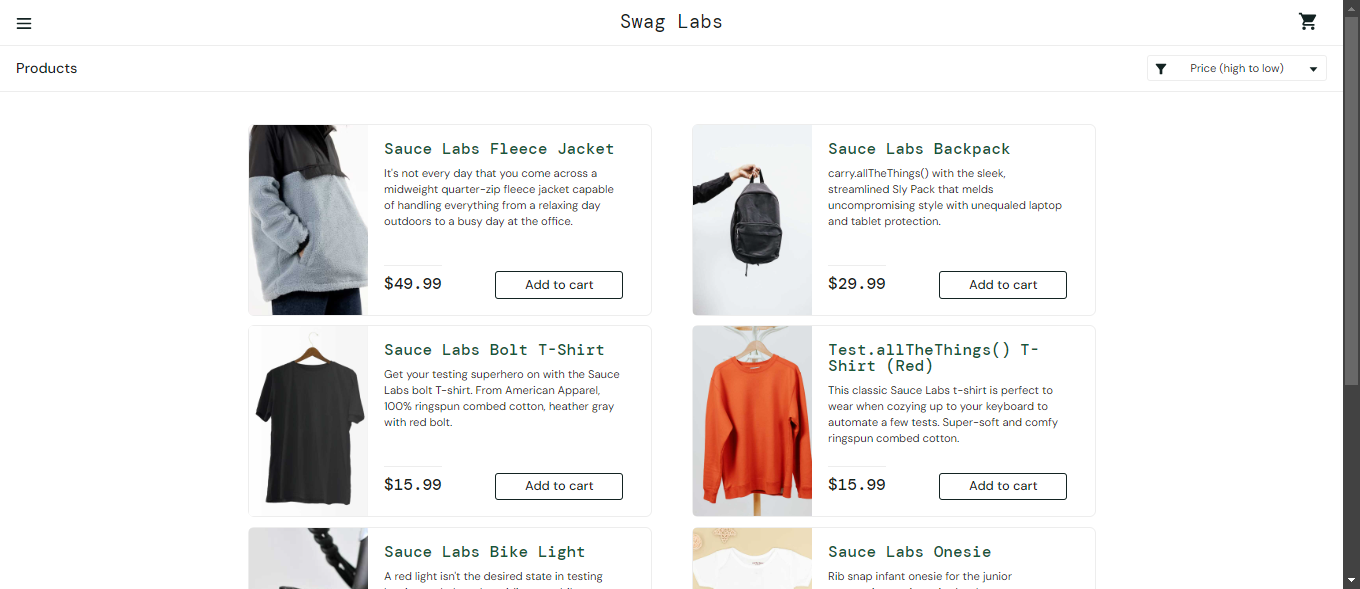 Swag Labs
Products
Price (high to low)
Sauce Labs Fleece Jacket
It's not every day that you come across a
midweight quarter-zip fleece jacket capable
of handling everything from a relaxing day
outdoors to a busy day at the office.
$49.99
Add to cart
Sauce Labs Backpack
carry.allTheThings() with the sleek,
streamlined Sly Pack that melds
uncompromising style with unequaled laptop
and tablet protection.
$29.99
Add to cart
Sauce Labs Bolt T-Shirt
Get your testing superhero on with the Sauce
Labs bolt T-shirt. From American Apparel,
100% ringspun combed cotton, heather gray
with red bolt.
$15.99
Add to cart
Test.allTheThings() T-
Shirt (Red)
This classic Sauce Labs t-shirt is perfect to
wear when cozying up to your keyboard to
automate a few tests. Super-soft and comfy
ringspun combed cotton.
$15.99
Add to cart
Sauce Labs Bike Light
A red light isn't the desired state in testing
Sauce Labs Onesie
Rib snap infant onesie for the junior